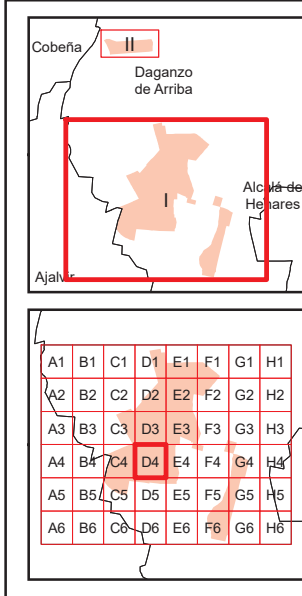 Cobeña
II
Daganzo
de Arriba
I
Alcalá de
Henares
Ajalvir
A1 B1 C1 D1 E1 F1 G1 H1
A2 B2 C2 D2 E2 F2 G2 H2
A3 B3 C3 D3 E3 F3 G3 H3
A4 B4 C4 D4 E4 F4 G4 H4
A5 B5 C5 D5 E5 F5 G5 H5
A6 B6 C6 D6 E6 F6 G6 H6